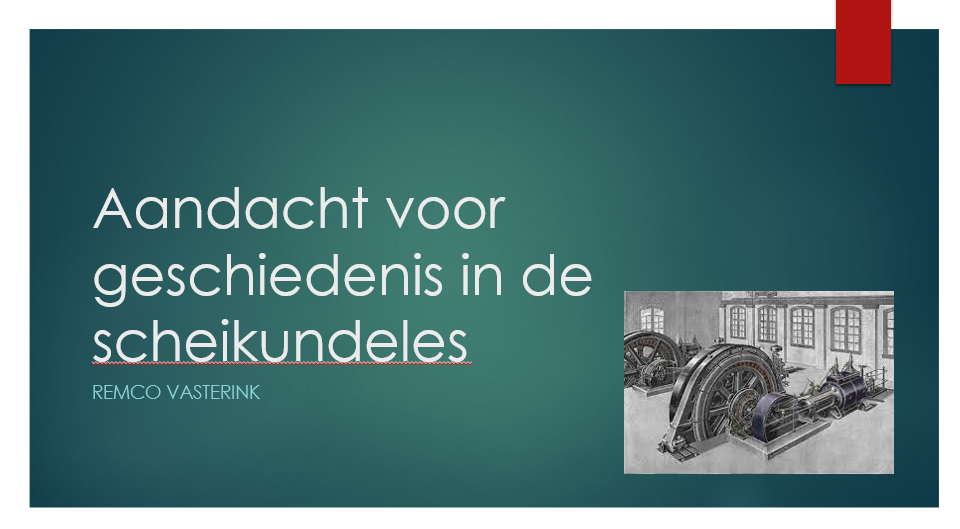 Aandacht voor
geschiedenis in de
scheikundeles
REMCO VASTERINK